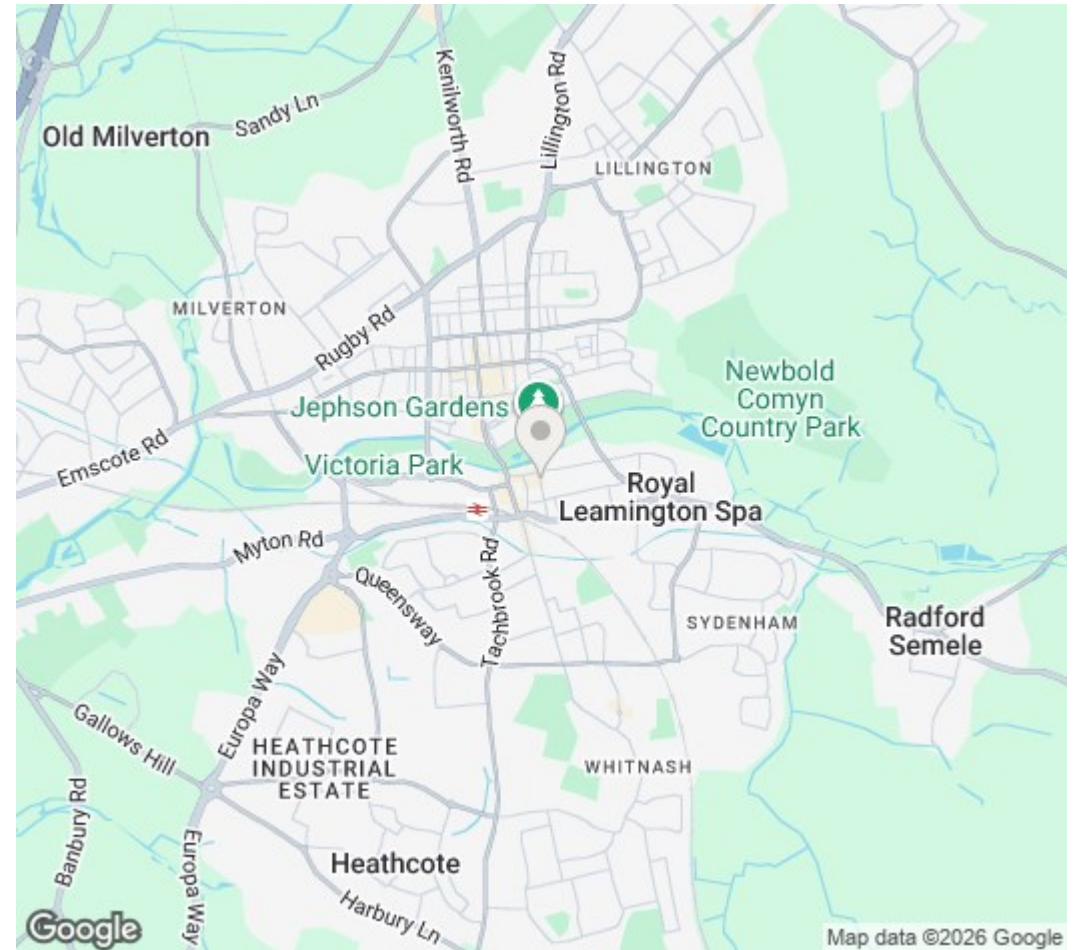 Kenilworth Rd
Lillington Rd
Sandy Ln
Old Milverton
LILLINGTON
MILVERTON
Rugby Rd
Newbold
Comyn
Country Park
Jephson Gardens
Emscote Rd
Victoria Park
Royal
Leamington Spa
Myton Rd
Tachbrook Rd
Queensway
Radford
Semele
SYDENHAM
Europa Way
Gallows Hill
HEATHCOTE
INDUSTRIAL
ESTATE
WHITNASH
Banbury Rd
Europa Way
Heathcote
Harbury Ln
Google
Map data ©2026 Google